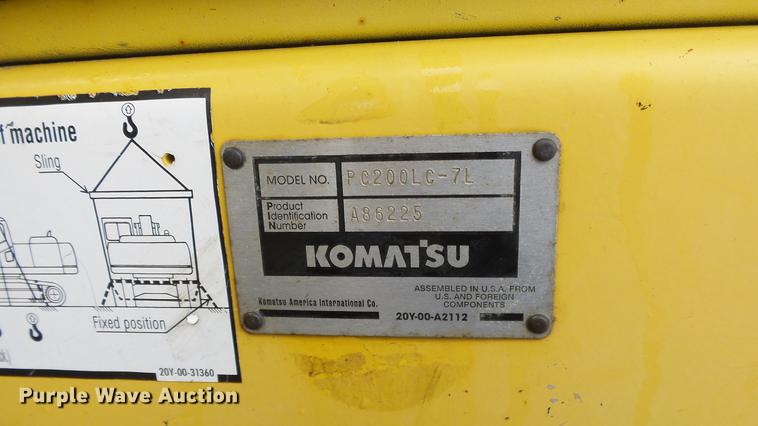 f machine
Sling
Fixed position
20Y-00-31360
MODEL NO. PC200LC-7L
Product Identification Number A86225
KOMATSU
ASSEMBLED IN U.S.A. FROM
U.S. AND FOREIGN
COMPONENTS
Komatsu America International Co.
20Y-00-A2112
Purple Wave Auction